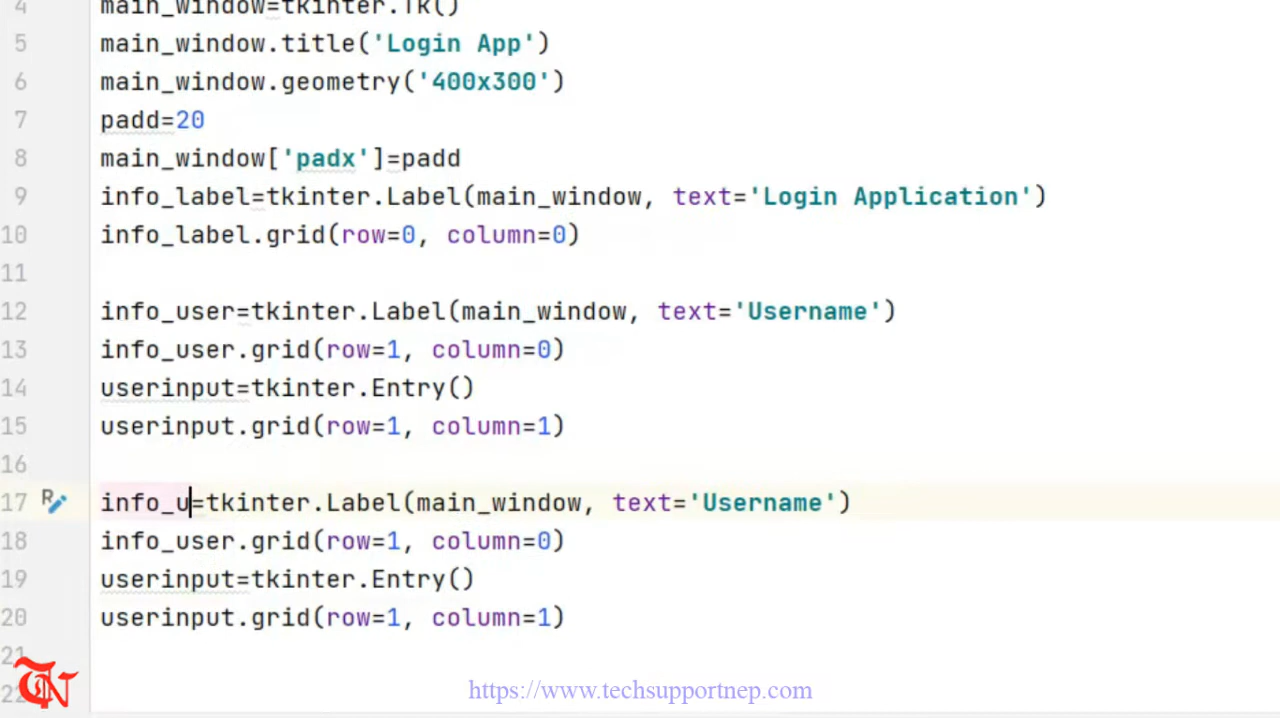 4 main_window=tkinter.Tk()
5 main_window.title('Login App')
6 main_window.geometry('400x300')
7 padd=20
8 main_window['padx']=padd
9 info_label=tkinter.Label(main_window, text='Login Application')
10 info_label.grid(row=0, column=0)
11
12 info_user=tkinter.Label(main_window, text='Username')
13 info_user.grid(row=1, column=0)
14 userinput=tkinter.Entry()
15 userinput.grid(row=1, column=1)
16
17 R info_u=tkinter.Label(main_window, text='Username')
18 info_user.grid(row=1, column=0)
19 userinput=tkinter.Entry()
20 userinput.grid(row=1, column=1)
21
22
TN
https://www.techsupportnep.com